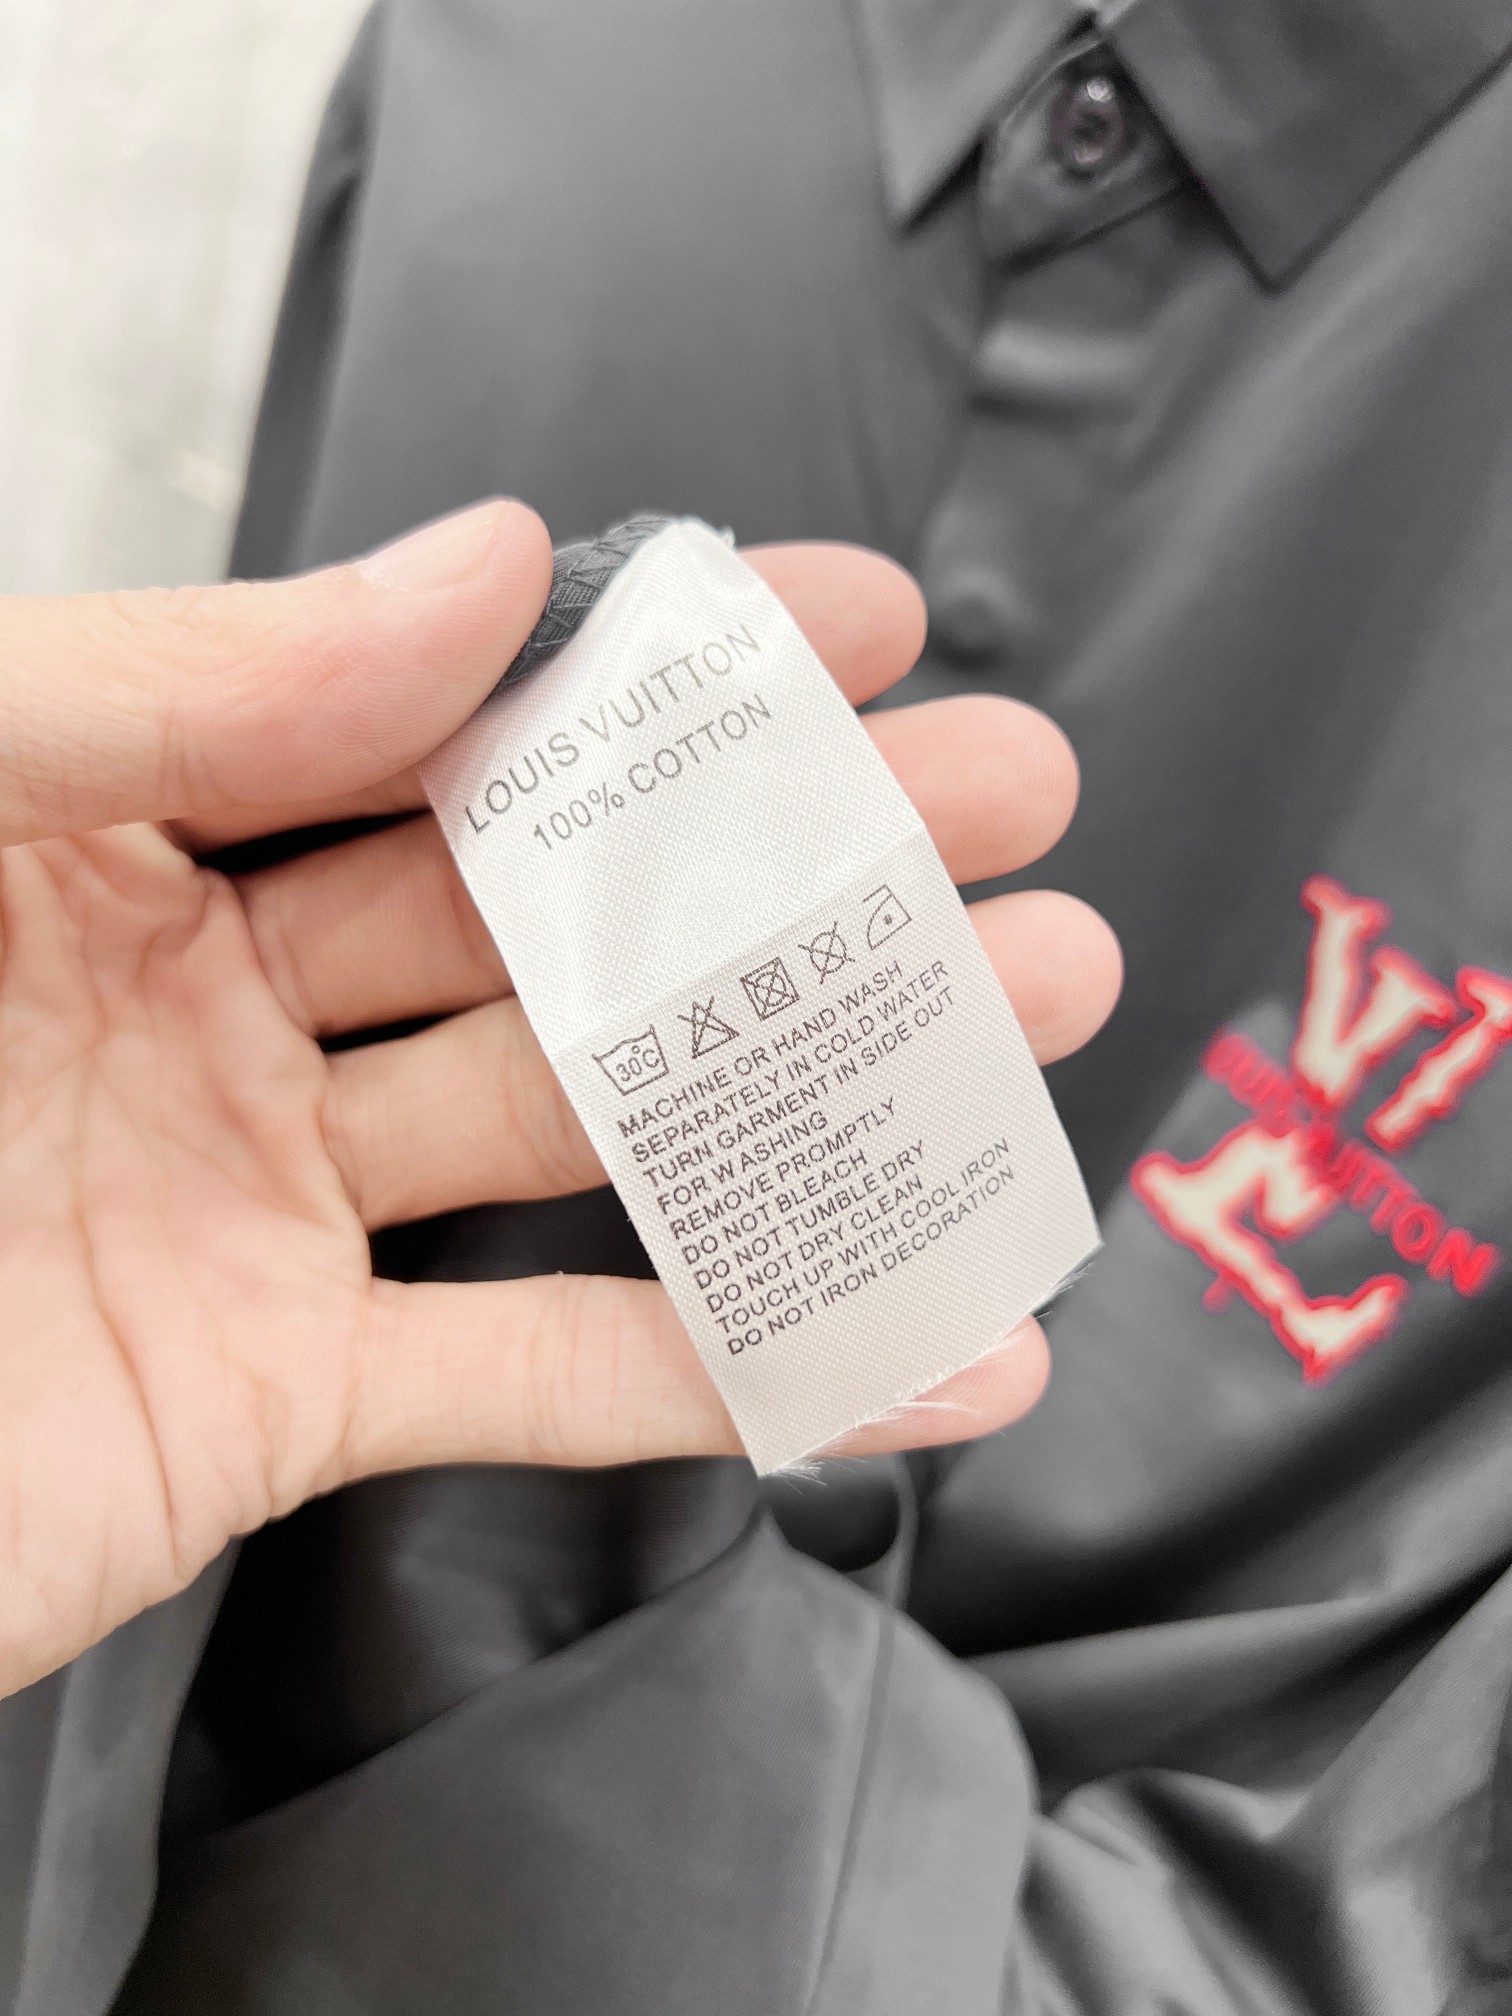 LOUIS VUITTON
100% COTTON
30°C
MACHINE OR HAND WASH
SEPARATELY IN COLD WATER
TURN GARMENT IN SIDE OUT
FOR WASHING
REMOVE PROMPTLY
DO NOT BLEACH
DO NOT TUMBLE DRY
DO NOT DRY CLEAN
TOUCH UP WITH COOL IRON
DO NOT IRON DECORATION